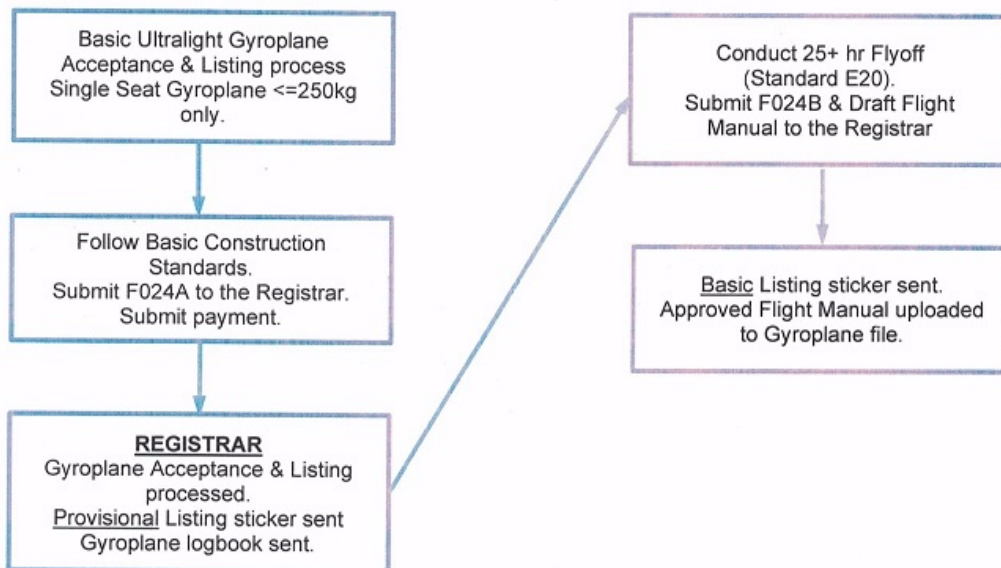 Basic Ultralight Gyroplane
Acceptance & Listing process
Single Seat Gyroplane <=250kg
only.
Follow Basic Construction
Standards.
Submit F024A to the Registrar.
Submit payment.
REGISTRAR
Gyroplane Acceptance & Listing
processed.
Provisional Listing sticker sent
Gyroplane logbook sent.
Conduct 25+ hr Flyoff
(Standard E20).
Submit F024B & Draft Flight
Manual to the Registrar
Basic Listing sticker sent.
Approved Flight Manual uploaded
to Gyroplane file.